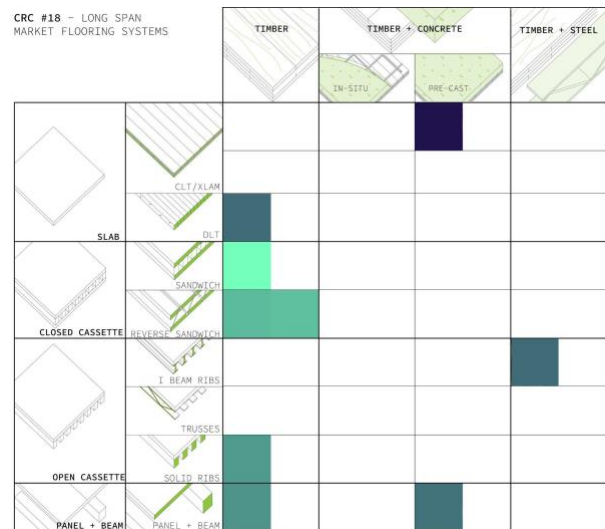 CRC #18 – LONG SPAN
MARKET FLOORING SYSTEMS
TIMBER
TIMBER + CONCRETE
TIMBER + STEEL
IN-SITU
PRE-CAST
CLT/XLAM
SLAB
DLT
SANDWICH
CLOSED CASSETTE
REVERSE SANDWICH
I BEAM RIBS
TRUSSES
OPEN CASSETTE
SOLID RIBS
PANEL + BEAM
PANEL + BEAM